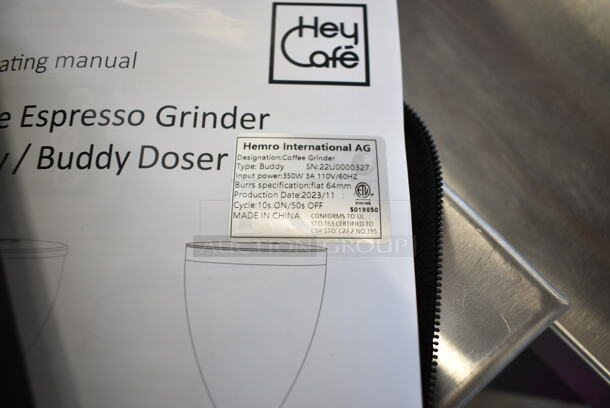 Hey
Café
ating manual
e Espresso Grinder
y / Buddy Doser
Hemro International AG
Designation:Coffee Grinder
Type: Buddy SN:22U0000327
Input power:350W 3A 110V/60HZ
Burrs specification:flat 64mm
Production Date:2023/11
Cycle:10s ON/50s OFF
5019850
MADE IN CHINA
CONFORMS TO UL
STD.763 CERTIFIED TO
CSA STD. C22.2 NO.195
AUCTION GROUP